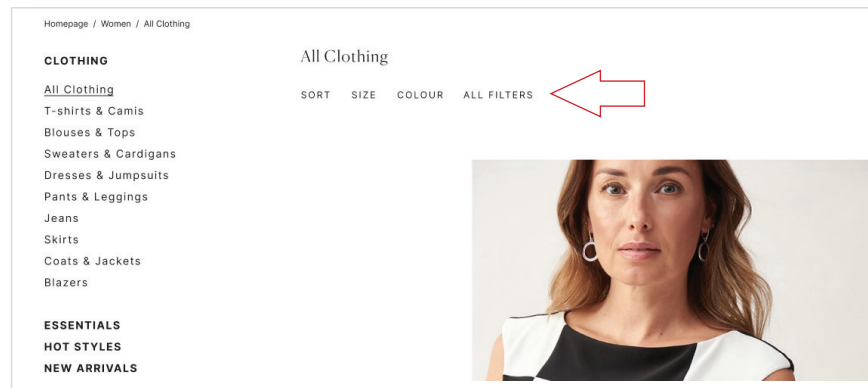 Homepage / Women / All Clothing
CLOTHING
All Clothing
T-shirts & Camis
Blouses & Tops
Sweaters & Cardigans
Dresses & Jumpsuits
Pants & Leggings
Jeans
Skirts
Coats & Jackets
Blazers
ESSENTIALS
HOT STYLES
NEW ARRIVALS
All Clothing
SORT SIZE COLOUR ALL FILTERS